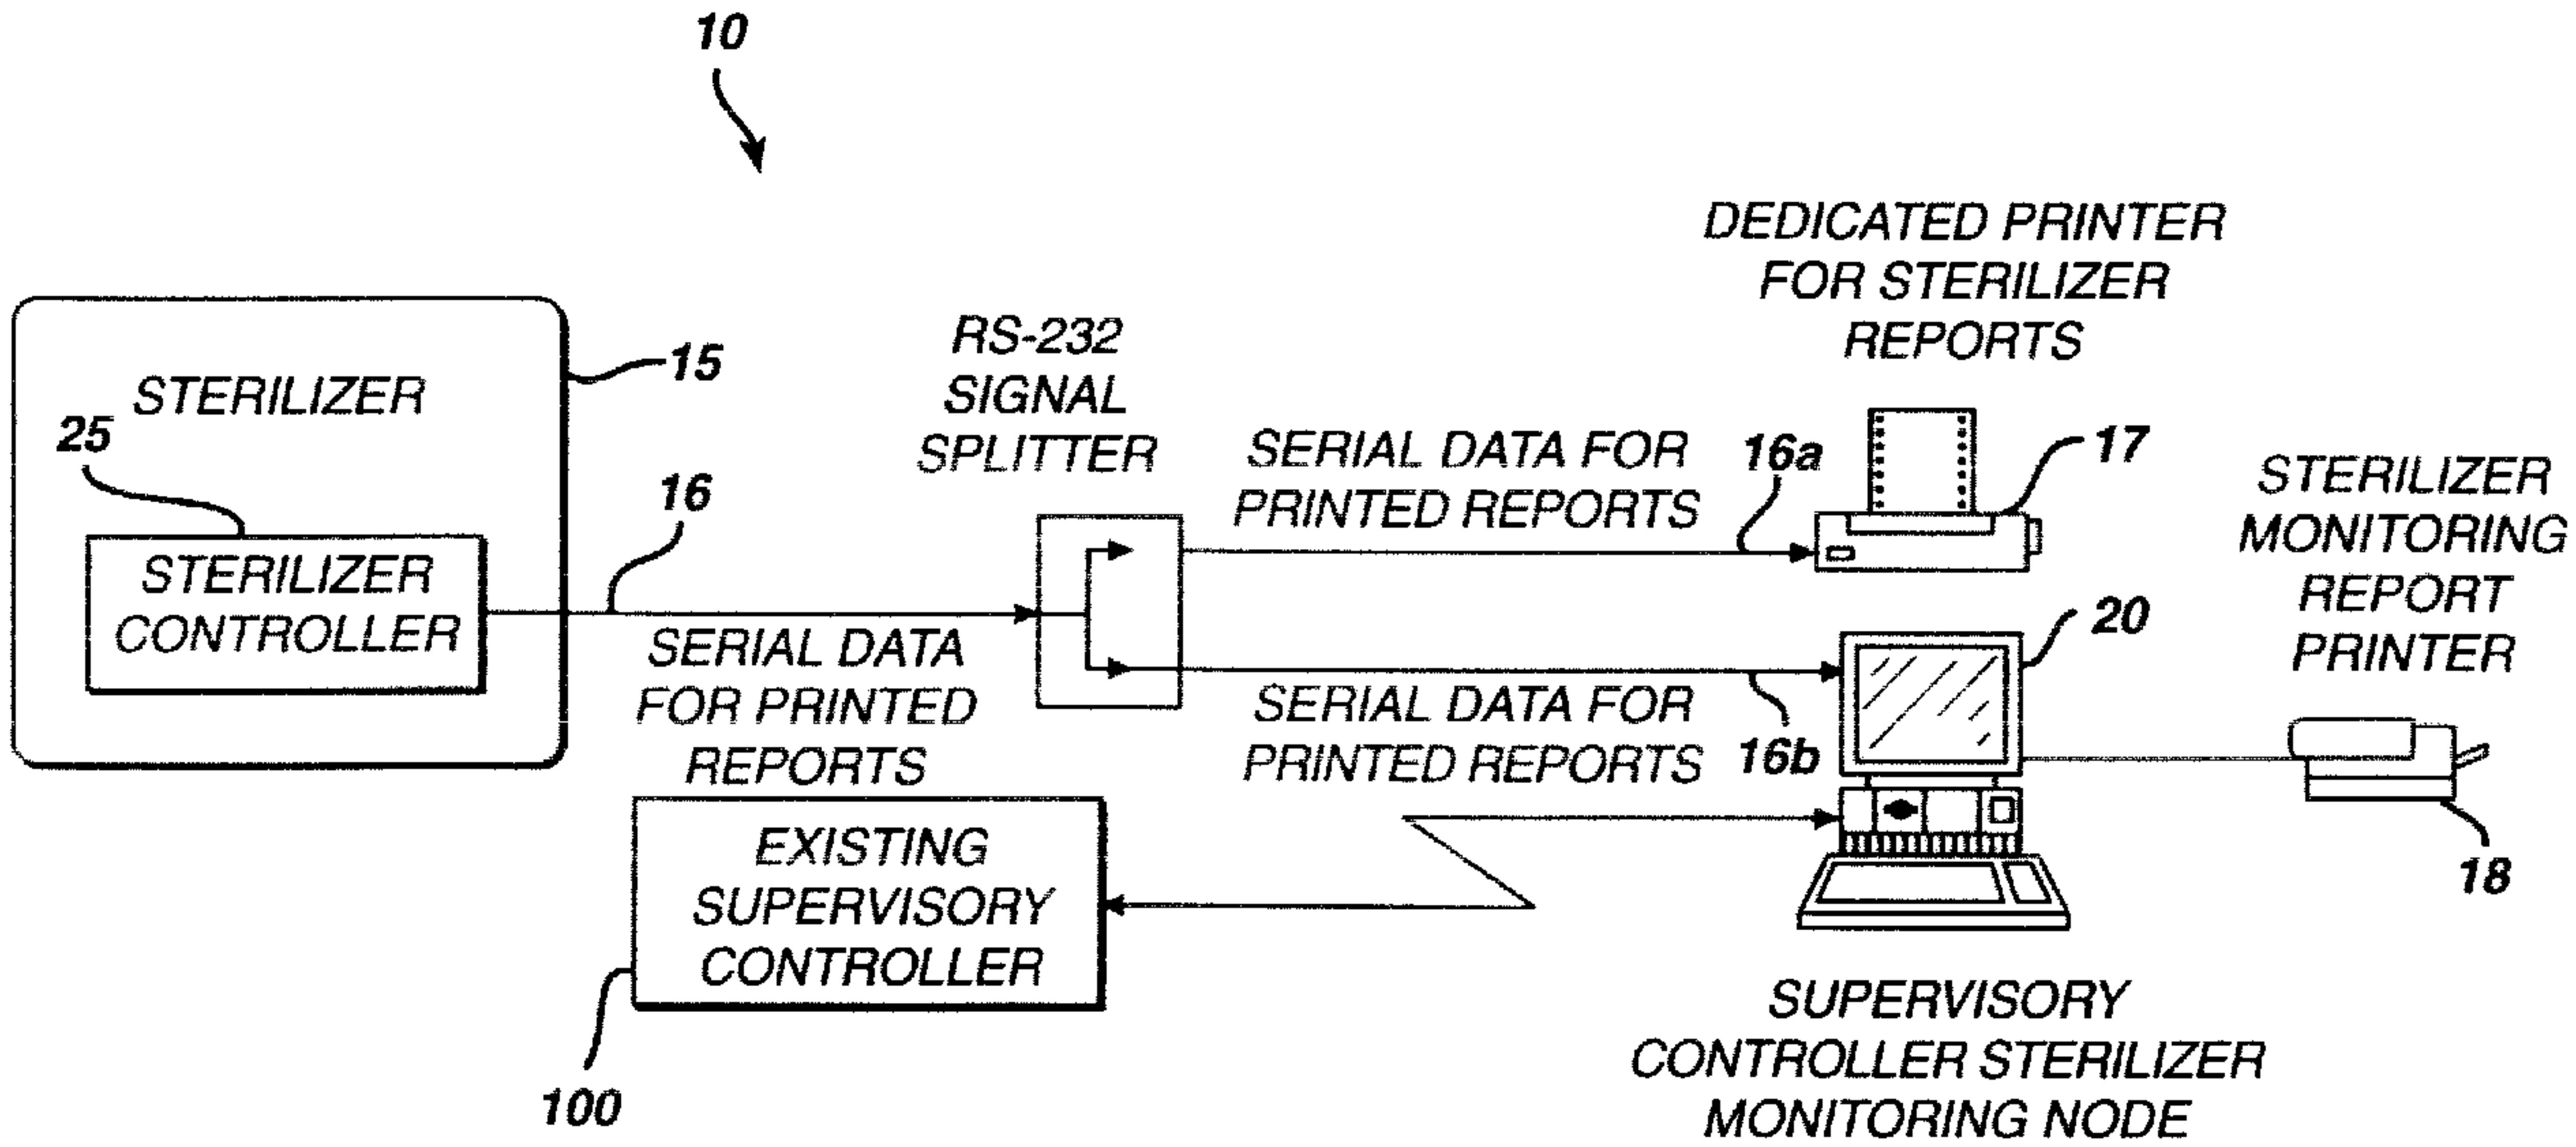 10
DEDICATED PRINTER
FOR STERILIZER
REPORTS
15
STERILIZER
25
STERILIZER
CONTROLLER
16
SERIAL DATA
FOR PRINTED
REPORTS
RS-232
SIGNAL
SPLITTER
SERIAL DATA FOR
PRINTED REPORTS
16a
17
STERILIZER
MONITORING
REPORT
PRINTER
20
SERIAL DATA FOR
PRINTED REPORTS
16b
18
EXISTING
SUPERVISORY
CONTROLLER
100
SUPERVISORY
CONTROLLER STERILIZER
MONITORING NODE